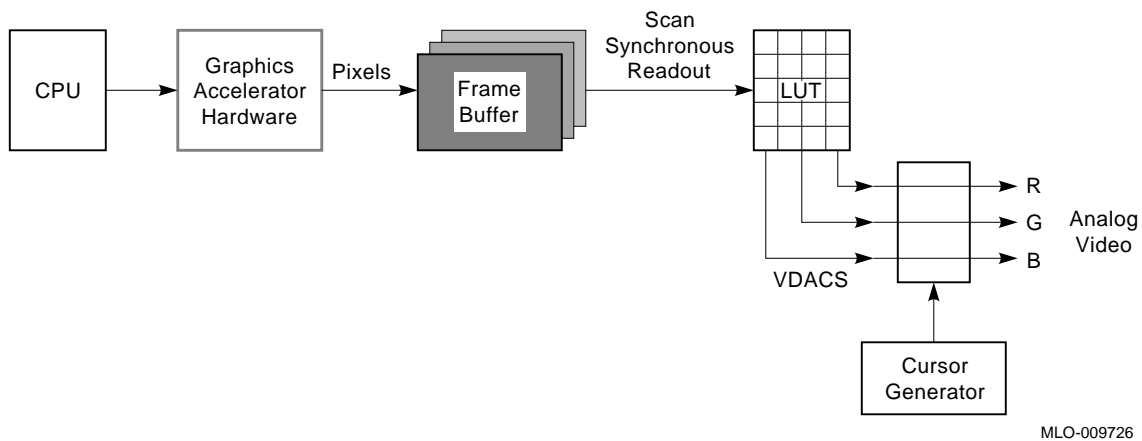 CPU
Graphics
Accelerator
Hardware
Pixels
Frame
Buffer
Scan
Synchronous
Readout
LUT
R
G
B
Analog
Video
VDACS
Cursor
Generator
MLO-009726